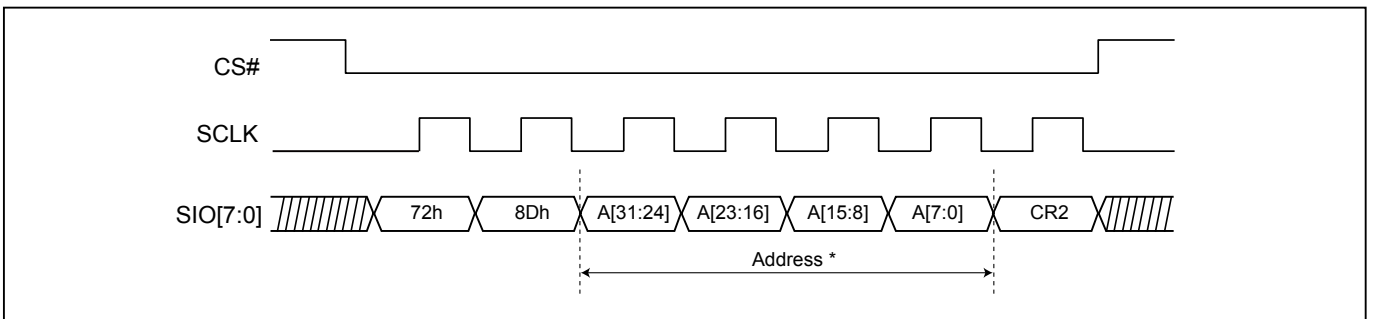 CS#
SCLK
SIO[7:0] 72h 8Dh A[31:24] A[23:16] A[15:8] A[7:0] CR2
Address *